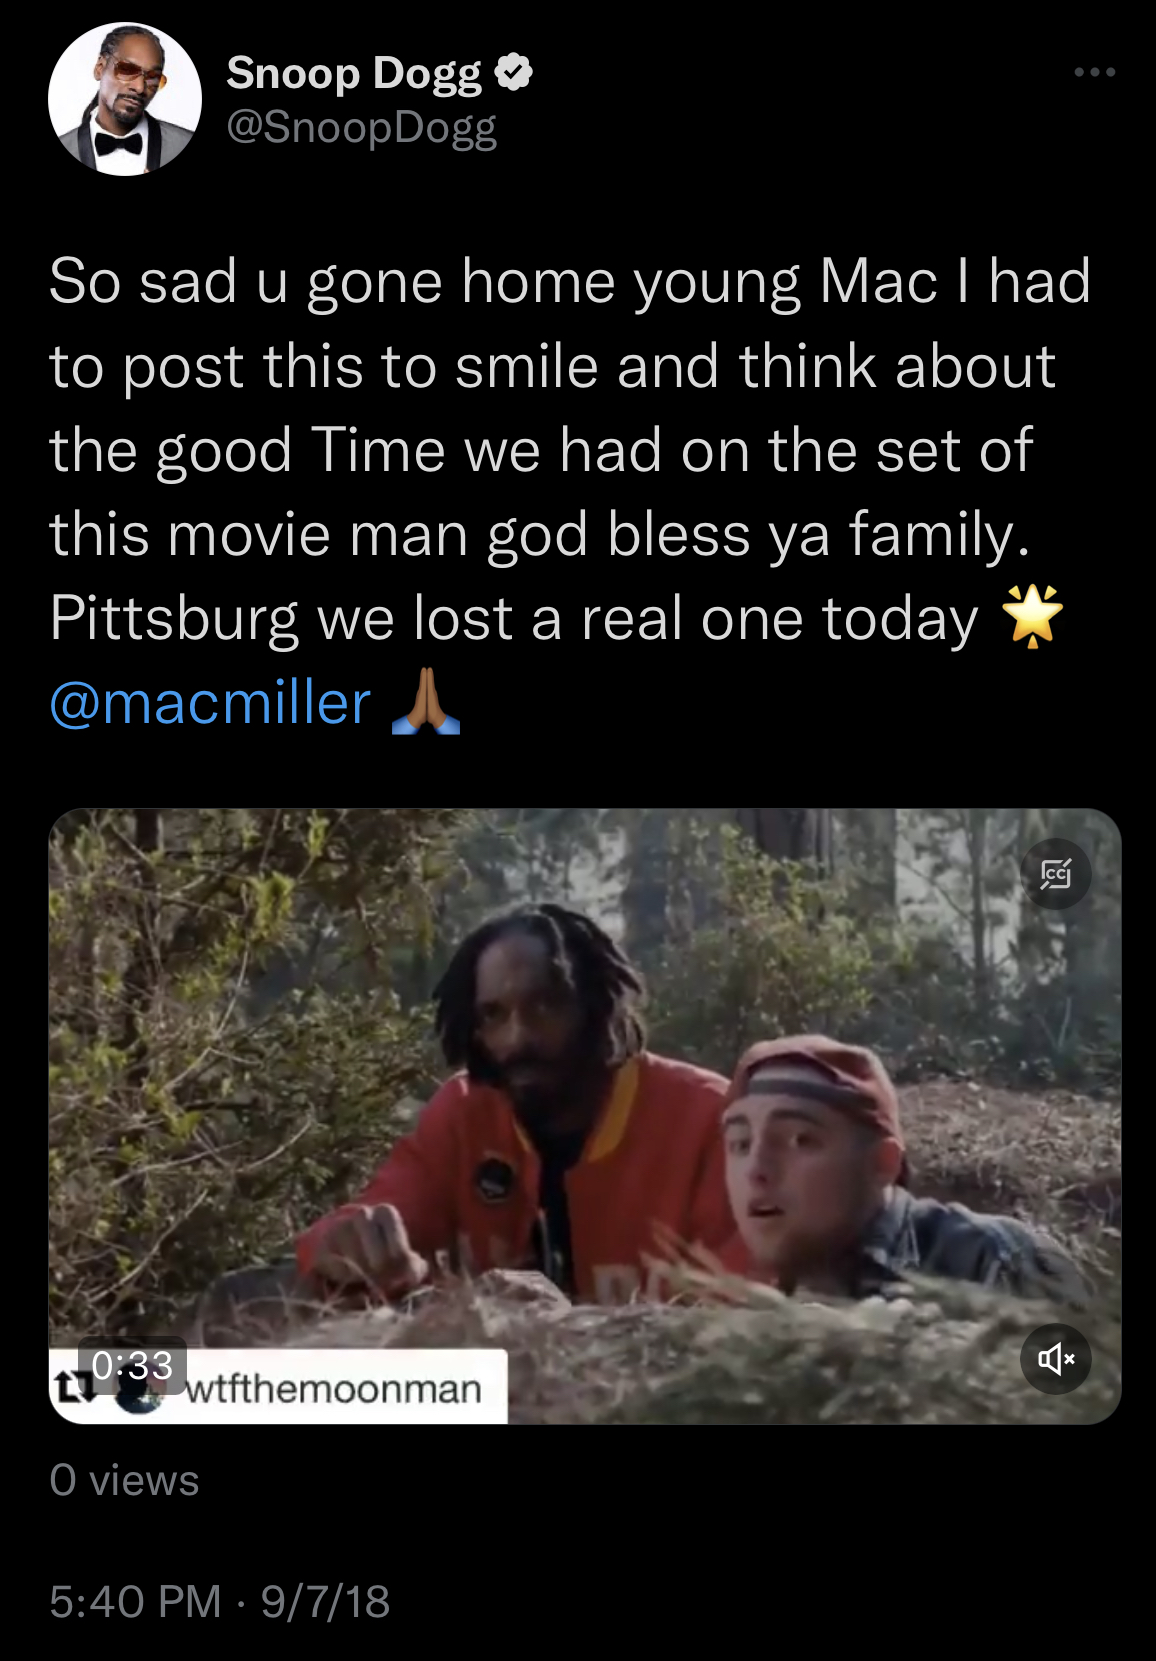 Snoop Dogg
@SnoopDogg
So sad u gone home young Mac I had
to post this to smile and think about
the good Time we had on the set of
this movie man god bless ya family.
Pittsburg we lost a real one today 🌟
@macmiller 🙏🏾
CC
0:33
wtfthemoonman
0 views
5:40 PM · 9/7/18